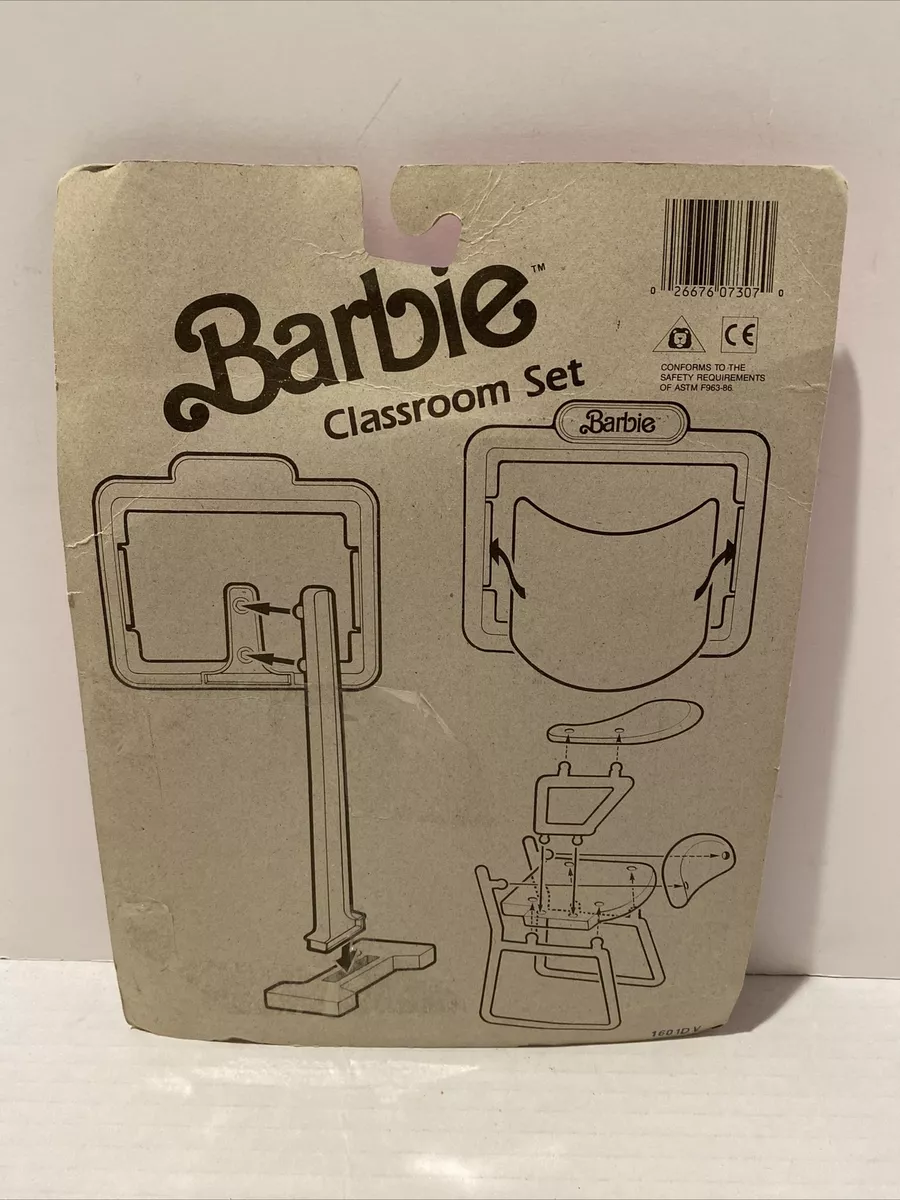 Barbie™
Classroom Set
0 26676 07307 0
CE
CONFORMS TO THE
SAFETY REQUIREMENTS
OF ASTM F963-86.
Barbie